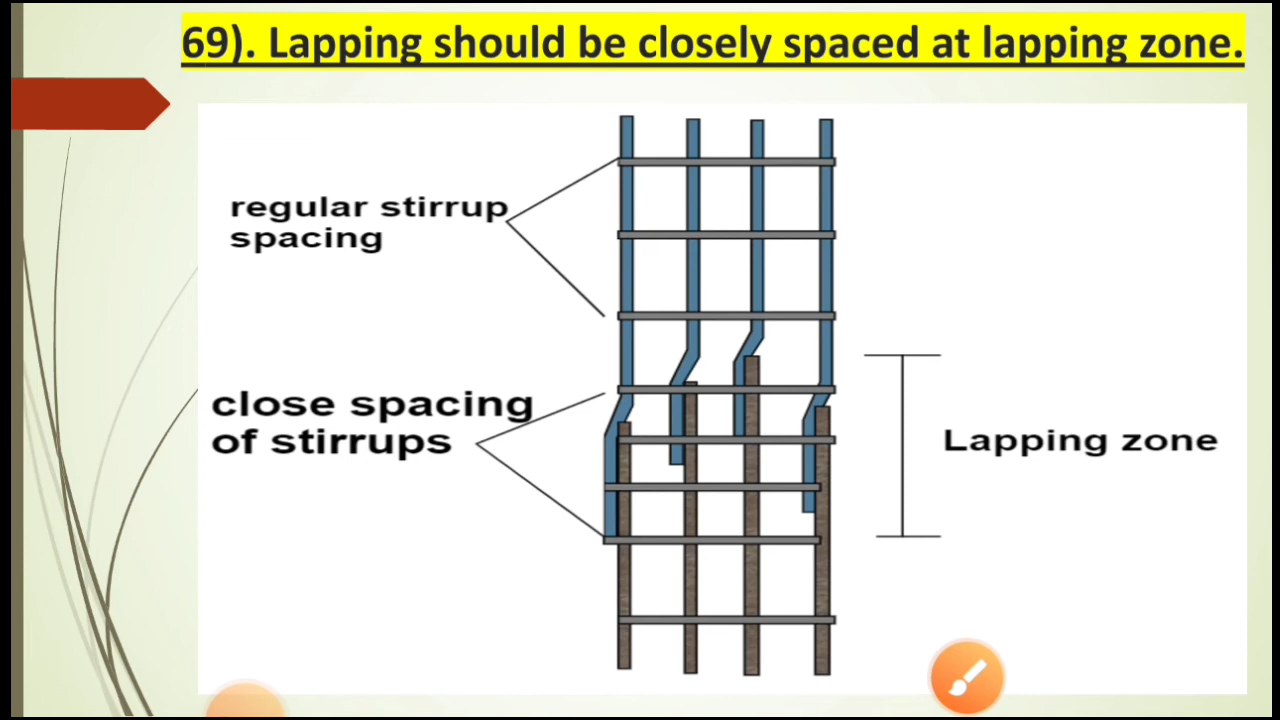 69). Lapping should be closely spaced at lapping zone.
regular stirrup
spacing
close spacing
of stirrups
Lapping zone